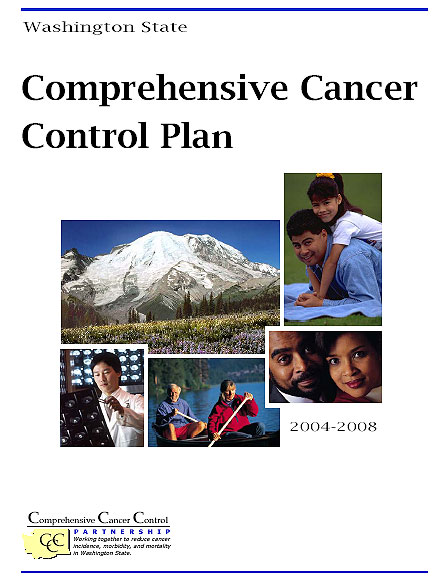 Washington State
Comprehensive Cancer
Control Plan
2004-2008
Comprehensive Cancer Control
PARTNERSHIP
CCC
Working together to reduce cancer
incidence, morbidity, and mortality
in Washington State.